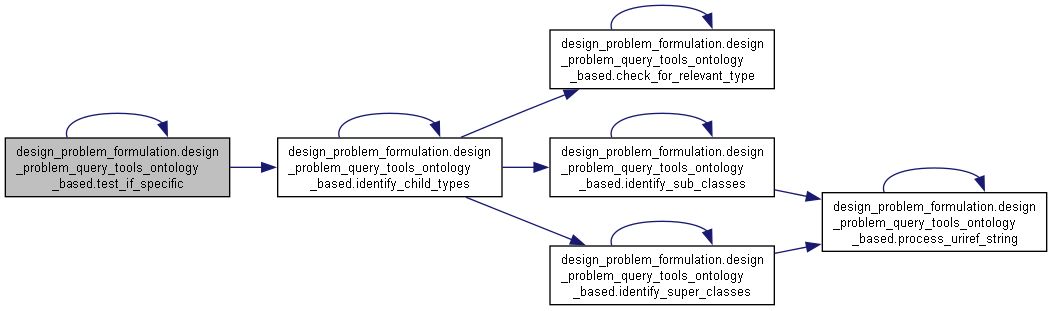 design_problem_formulation.design
_problem_query_tools_ontology
_based.check_for_relevant_type
design_problem_formulation.design
_problem_query_tools_ontology
_based.test_if_specific
design_problem_formulation.design
_problem_query_tools_ontology
_based.identify_child_types
design_problem_formulation.design
_problem_query_tools_ontology
_based.identify_sub_classes
design_problem_formulation.design
_problem_query_tools_ontology
_based.process_uriref_string
design_problem_formulation.design
_problem_query_tools_ontology
_based.identify_super_classes